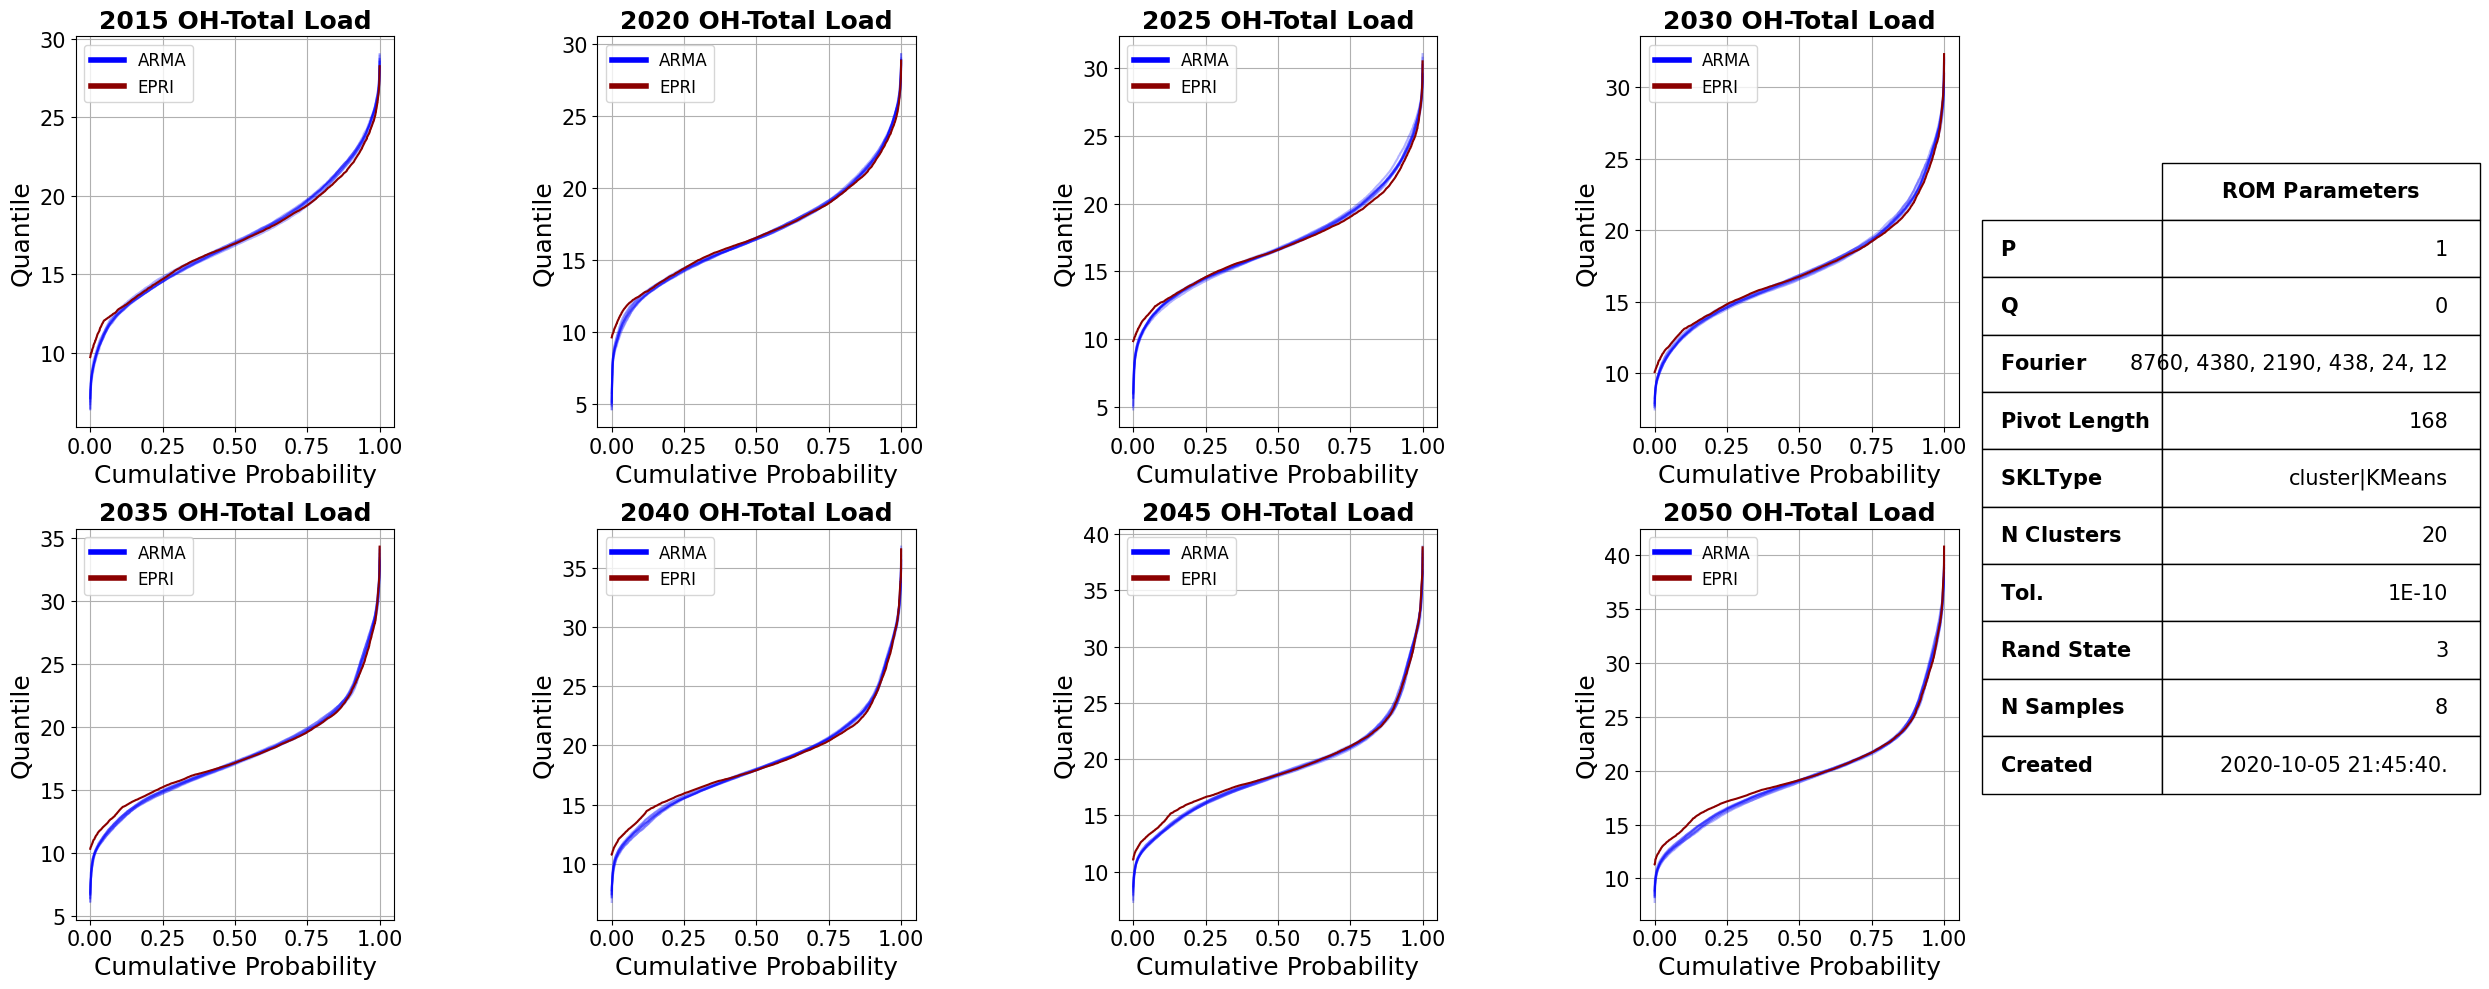 2015 OH-Total Load
30
25
20
15
10
0.00 0.25 0.50 0.75 1.00
Quantile
Cumulative Probability
ARMA
EPRI
2020 OH-Total Load
30
25
20
15
10
5
0.00 0.25 0.50 0.75 1.00
Quantile
Cumulative Probability
ARMA
EPRI
2025 OH-Total Load
30
25
20
15
10
5
0.00 0.25 0.50 0.75 1.00
Quantile
Cumulative Probability
ARMA
EPRI
2030 OH-Total Load
30
25
20
15
10
0.00 0.25 0.50 0.75 1.00
Quantile
Cumulative Probability
ARMA
EPRI
2035 OH-Total Load
35
30
25
20
15
10
5
0.00 0.25 0.50 0.75 1.00
Quantile
Cumulative Probability
ARMA
EPRI
2040 OH-Total Load
35
30
25
20
15
10
0.00 0.25 0.50 0.75 1.00
Quantile
Cumulative Probability
ARMA
EPRI
2045 OH-Total Load
40
35
30
25
20
15
10
0.00 0.25 0.50 0.75 1.00
Quantile
Cumulative Probability
ARMA
EPRI
2050 OH-Total Load
40
35
30
25
20
15
10
0.00 0.25 0.50 0.75 1.00
Quantile
Cumulative Probability
ARMA
EPRI
ROM Parameters
P 1
Q 0
Fourier 8760, 4380, 2190, 438, 24, 12
Pivot Length 168
SKLType cluster|KMeans
N Clusters 20
Tol. 1E-10
Rand State 3
N Samples 8
Created 2020-10-05 21:45:40.